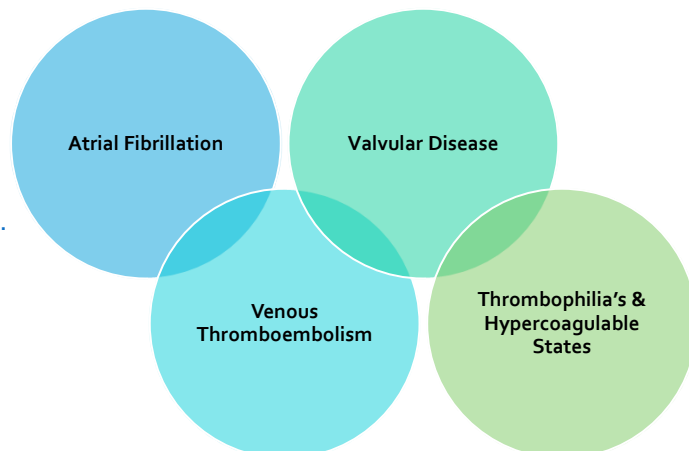 Atrial Fibrillation
Valvular Disease
Venous
Thromboembolism
Thrombophilia's &
Hypercoagulable
States